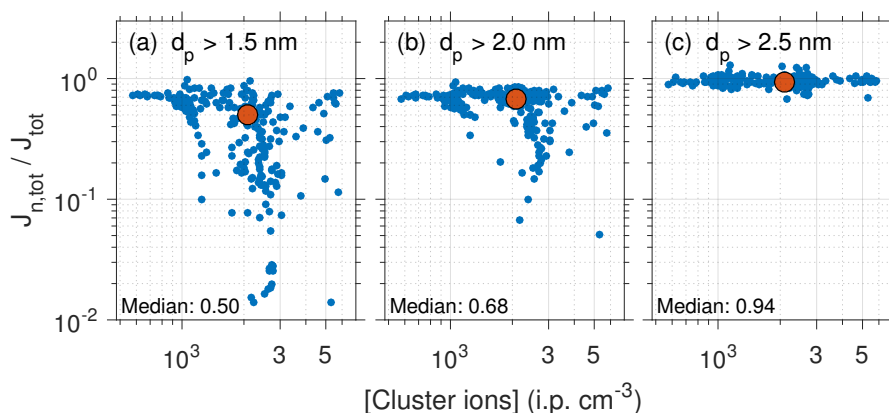 (a) d_p > 1.5 nm
(b) d_p > 2.0 nm
(c) d_p > 2.5 nm
10^0
10^-1
10^-2
J_n,tot / J_tot
Median: 0.50
Median: 0.68
Median: 0.94
10^3 3 5
10^3 3 5
10^3 3 5
[Cluster ions] (i.p. cm^-3)